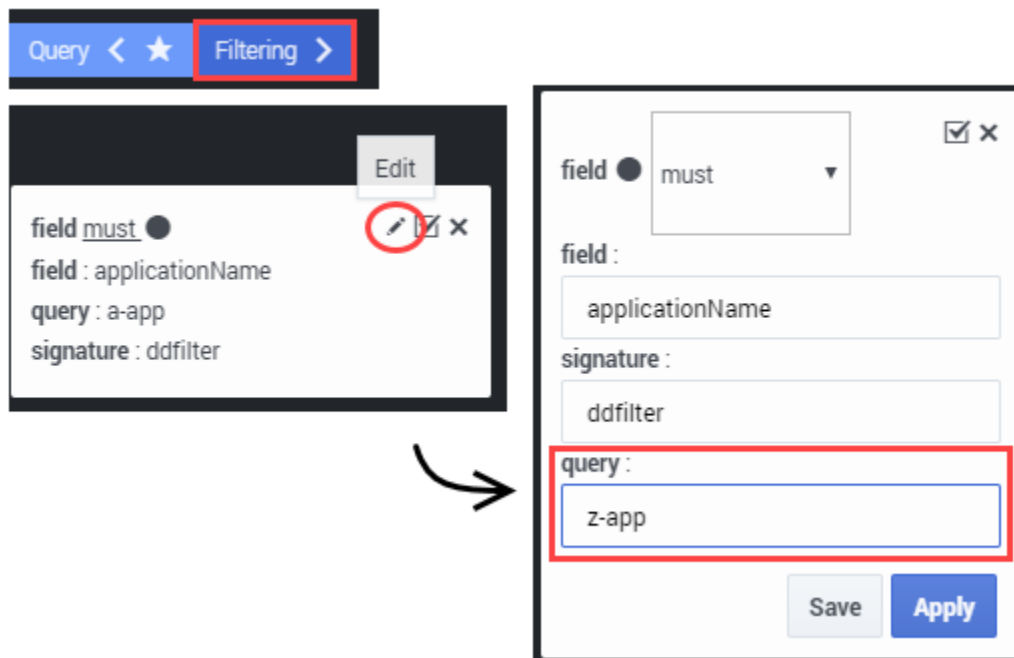 Query Filtering
Edit
field must
field : applicationName
query : a-app
signature : ddfilter
field must
field :
applicationName
signature :
ddfilter
query :
z-app
Save Apply